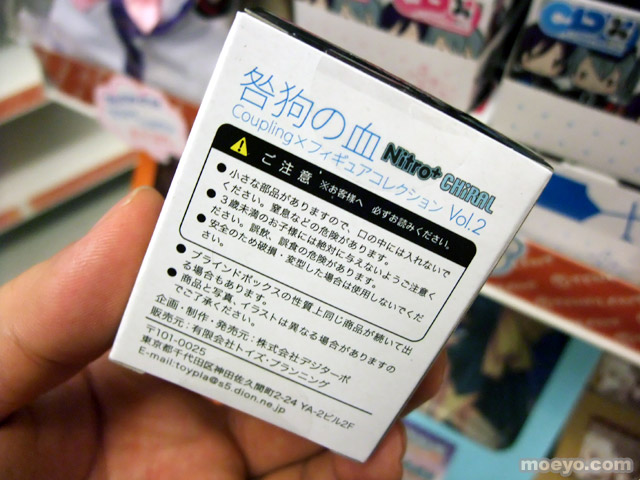 咎狗の血 Nitro+ CHiRAL
Coupling×フィギュアコレクション Vol.2
ご注意 ※お客様へ 必ずお読みください。
●小さな部品がありますので、口の中には入れないで
ください。窒息などの危険があります。
●3歳未満のお子様には絶対に与えないようご注意く
ださい。誤飲、誤食の危険があります。
●安全のため破損・変型した場合は使用しないでくだ
さい。
●ブラインドボックスの性質上同じ商品が続いて出
る場合もあります。
●商品と写真、イラストは異なる場合がありますの
でご了承ください。
企画・制作・発売元:株式会社デジターボ
販売元:有限会社トイズ・プランニング
〒101-0025
東京都千代田区神田佐久間町2-24 YA-2ビル2F
E-mail:toypla@s5.dion.ne.jp
moeyo.com